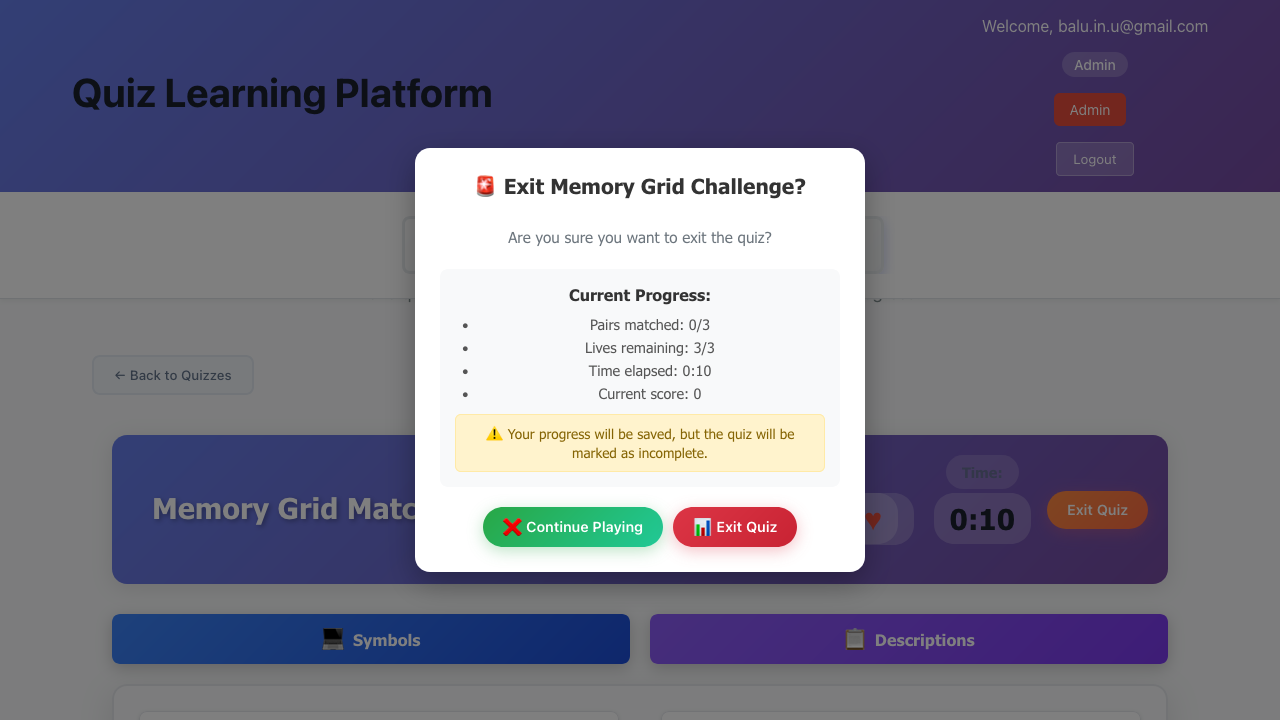 Welcome, balu.in.u@gmail.com
Admin
Quiz Learning Platform
Admin
Logout
🚨 Exit Memory Grid Challenge?
Are you sure you want to exit the quiz?
Current Progress:
• Pairs matched: 0/3
• Lives remaining: 3/3
• Time elapsed: 0:10
• Current score: 0
⚠️ Your progress will be saved, but the quiz will be
marked as incomplete.
❌ Continue Playing
📊 Exit Quiz
← Back to Quizzes
Memory Grid Matc
Time:
0:10
Exit Quiz
💻 Symbols
📋 Descriptions